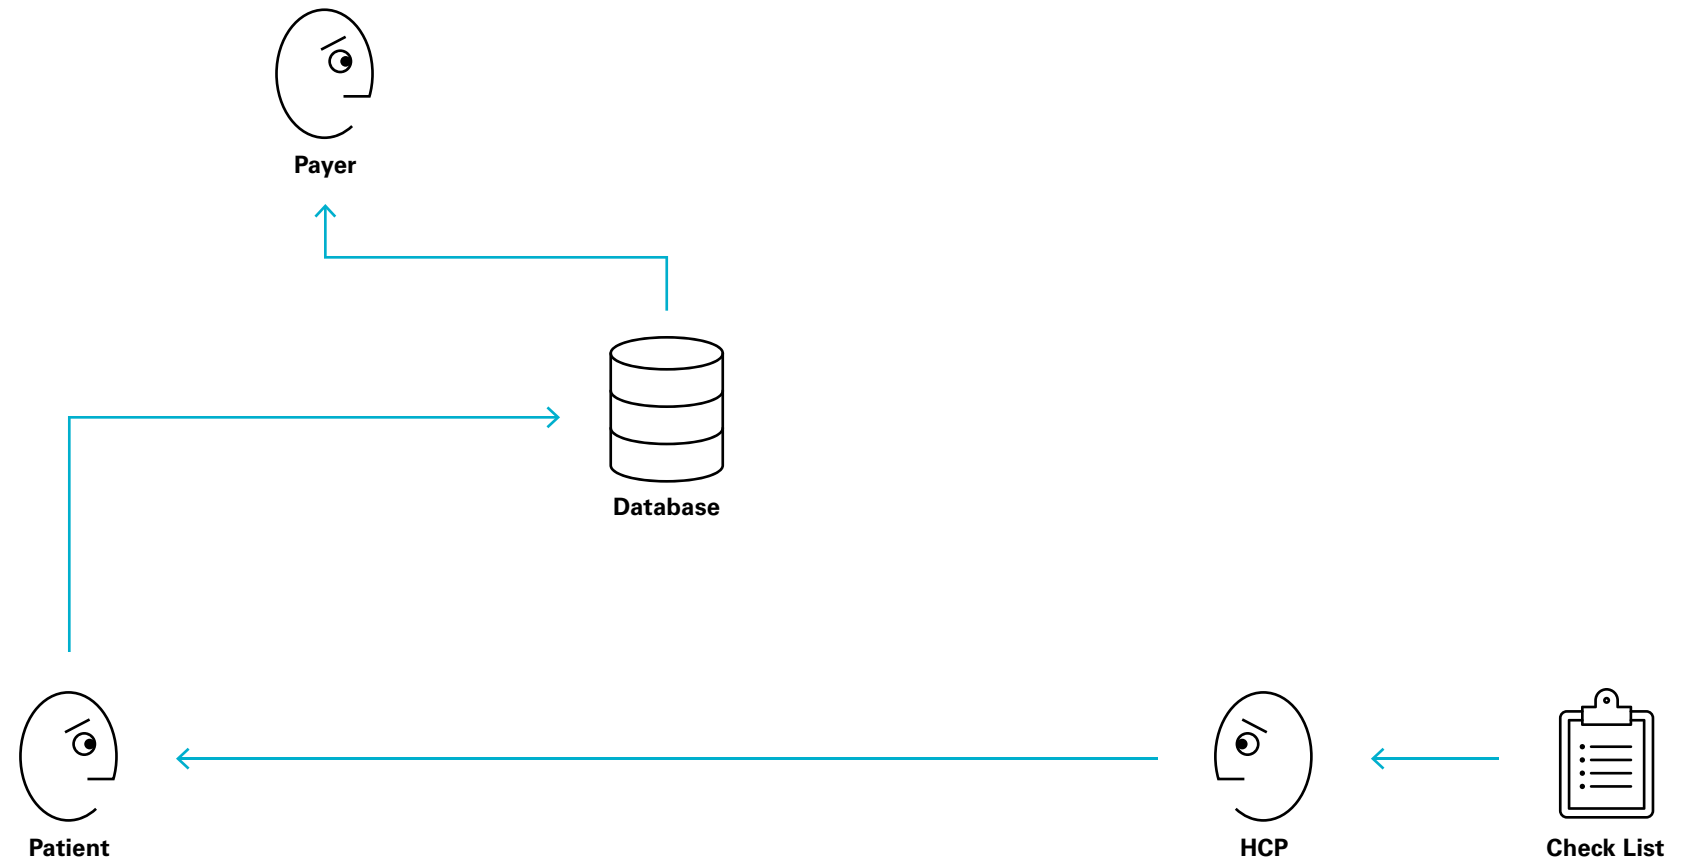 Payer
Database
Patient
HCP
Check List